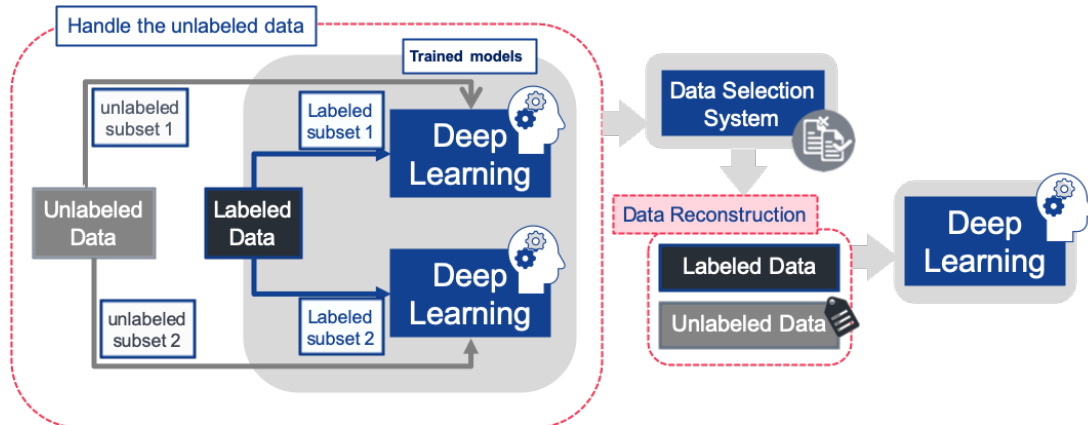 Handle the unlabeled data
Trained models
unlabeled
subset 1
Labeled
subset 1
Deep
Learning
Unlabeled
Data
Labeled
Data
Deep
Learning
unlabeled
subset 2
Labeled
subset 2
Data Selection
System
Data Reconstruction
Labeled Data
Unlabeled Data
Deep
Learning